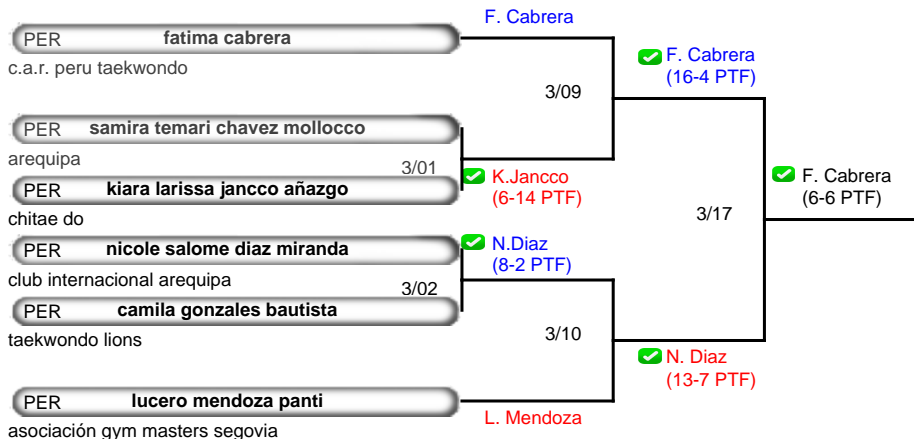 F. Cabrera
PER fatima cabrera
c.a.r. peru taekwondo
F. Cabrera
(16-4 PTF)
3/09
PER samira temari chavez mollocco
arequipa
3/01
K.Jancco
(6-14 PTF)
PER kiara larissa jancco añazgo
chitae do
F. Cabrera
(6-6 PTF)
3/17
PER nicole salome diaz miranda
club internacional arequipa
N.Diaz
(8-2 PTF)
3/02
PER camila gonzales bautista
taekwondo lions
3/10
N. Diaz
(13-7 PTF)
PER lucero mendoza panti
asociación gym masters segovia
L. Mendoza